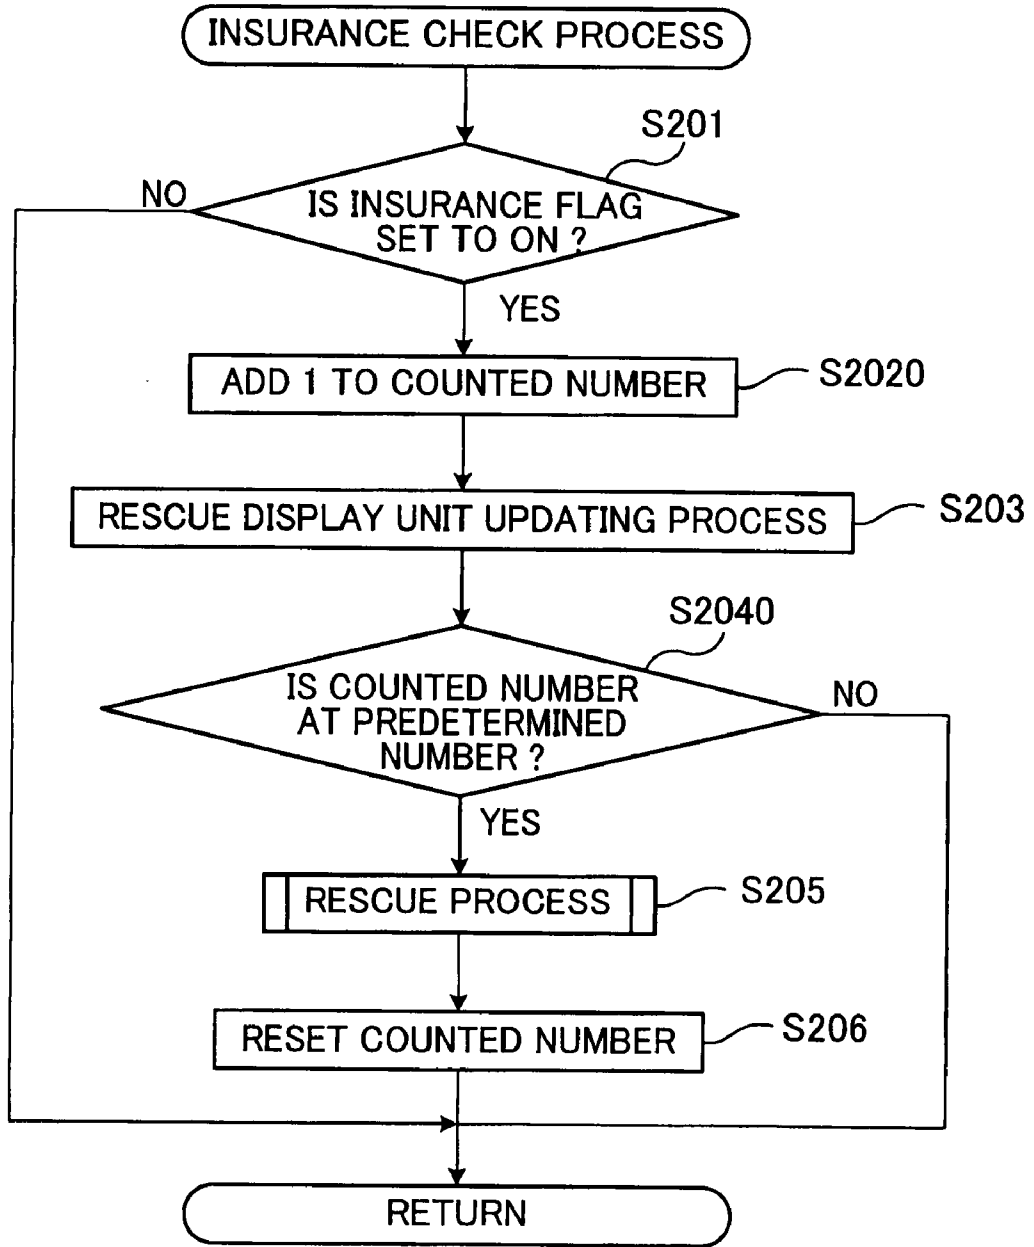 INSURANCE CHECK PROCESS
S201
NO
IS INSURANCE FLAG
SET TO ON ?
YES
ADD 1 TO COUNTED NUMBER
S2020
RESCUE DISPLAY UNIT UPDATING PROCESS
S203
S2040
IS COUNTED NUMBER
AT PREDETERMINED
NUMBER ?
NO
YES
RESCUE PROCESS
S205
RESET COUNTED NUMBER
S206
RETURN